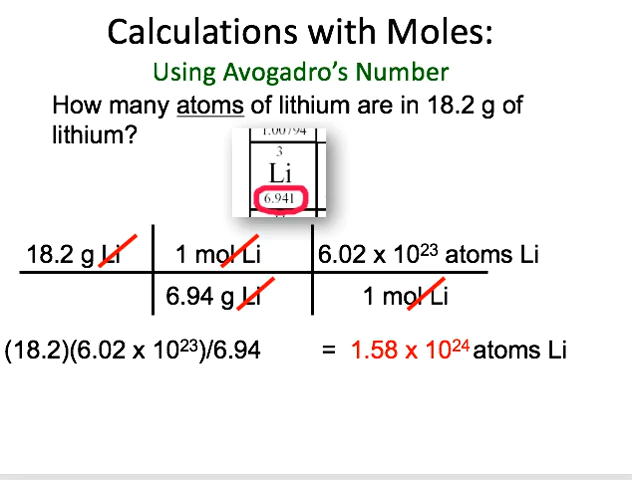 Calculations with Moles:
Using Avogadro's Number
How many atoms of lithium are in 18.2 g of
lithium?
1.00794
3
Li
6.941
18.2 g Li 1 mol Li 6.02 x 10²³ atoms Li
6.94 g Li 1 mol Li
(18.2)(6.02 x 10²³)/6.94 = 1.58 x 10²⁴ atoms Li